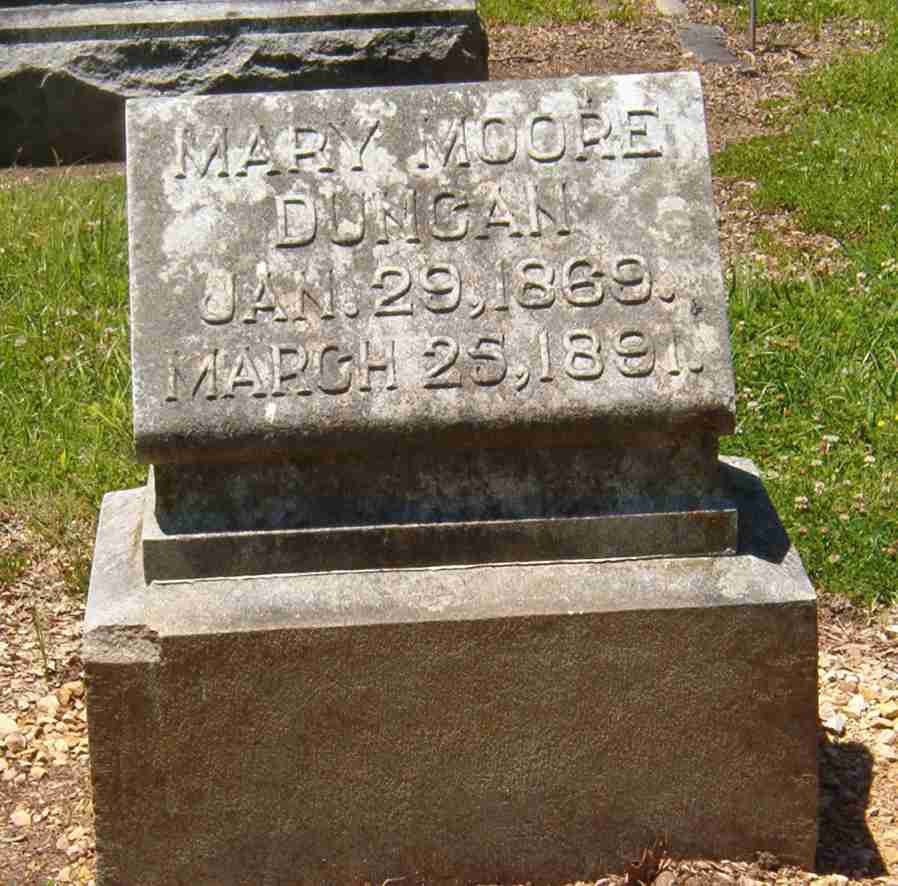 MARY MOORE
DUNCAN
JAN. 29, 1869.
MARCH 25, 1891.